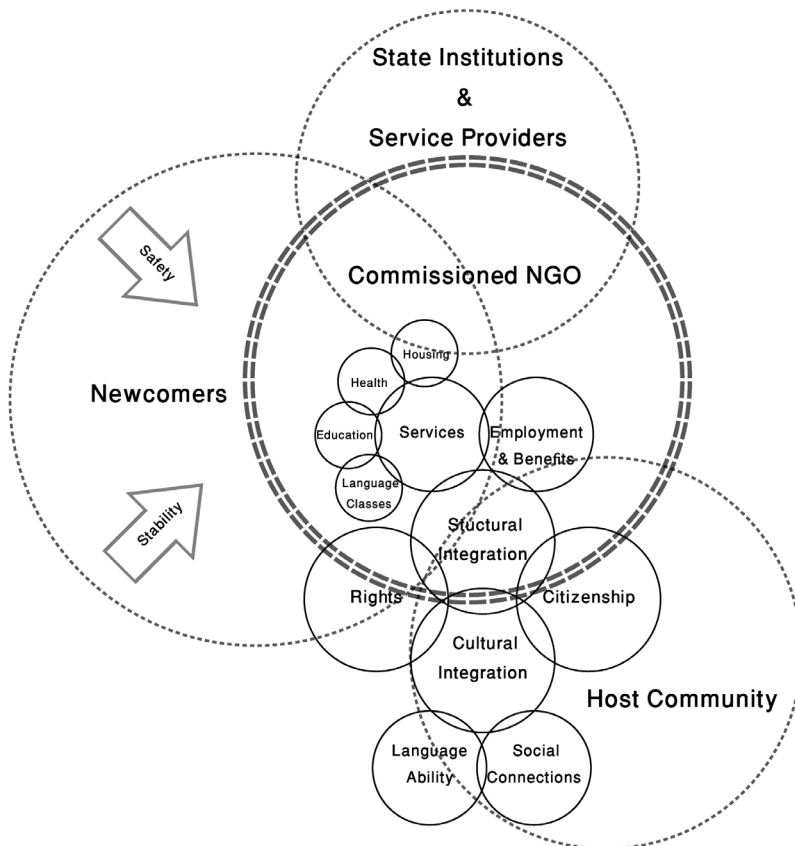 State Institutions
&
Service Providers
Safety
Commissioned NGO
Housing
Health
Newcomers
Education
Services
Employment
& Benefits
Language
Classes
Stability
Stuctural
Integration
Rights
Citizenship
Cultural
Integration
Host Community
Language
Ability
Social
Connections